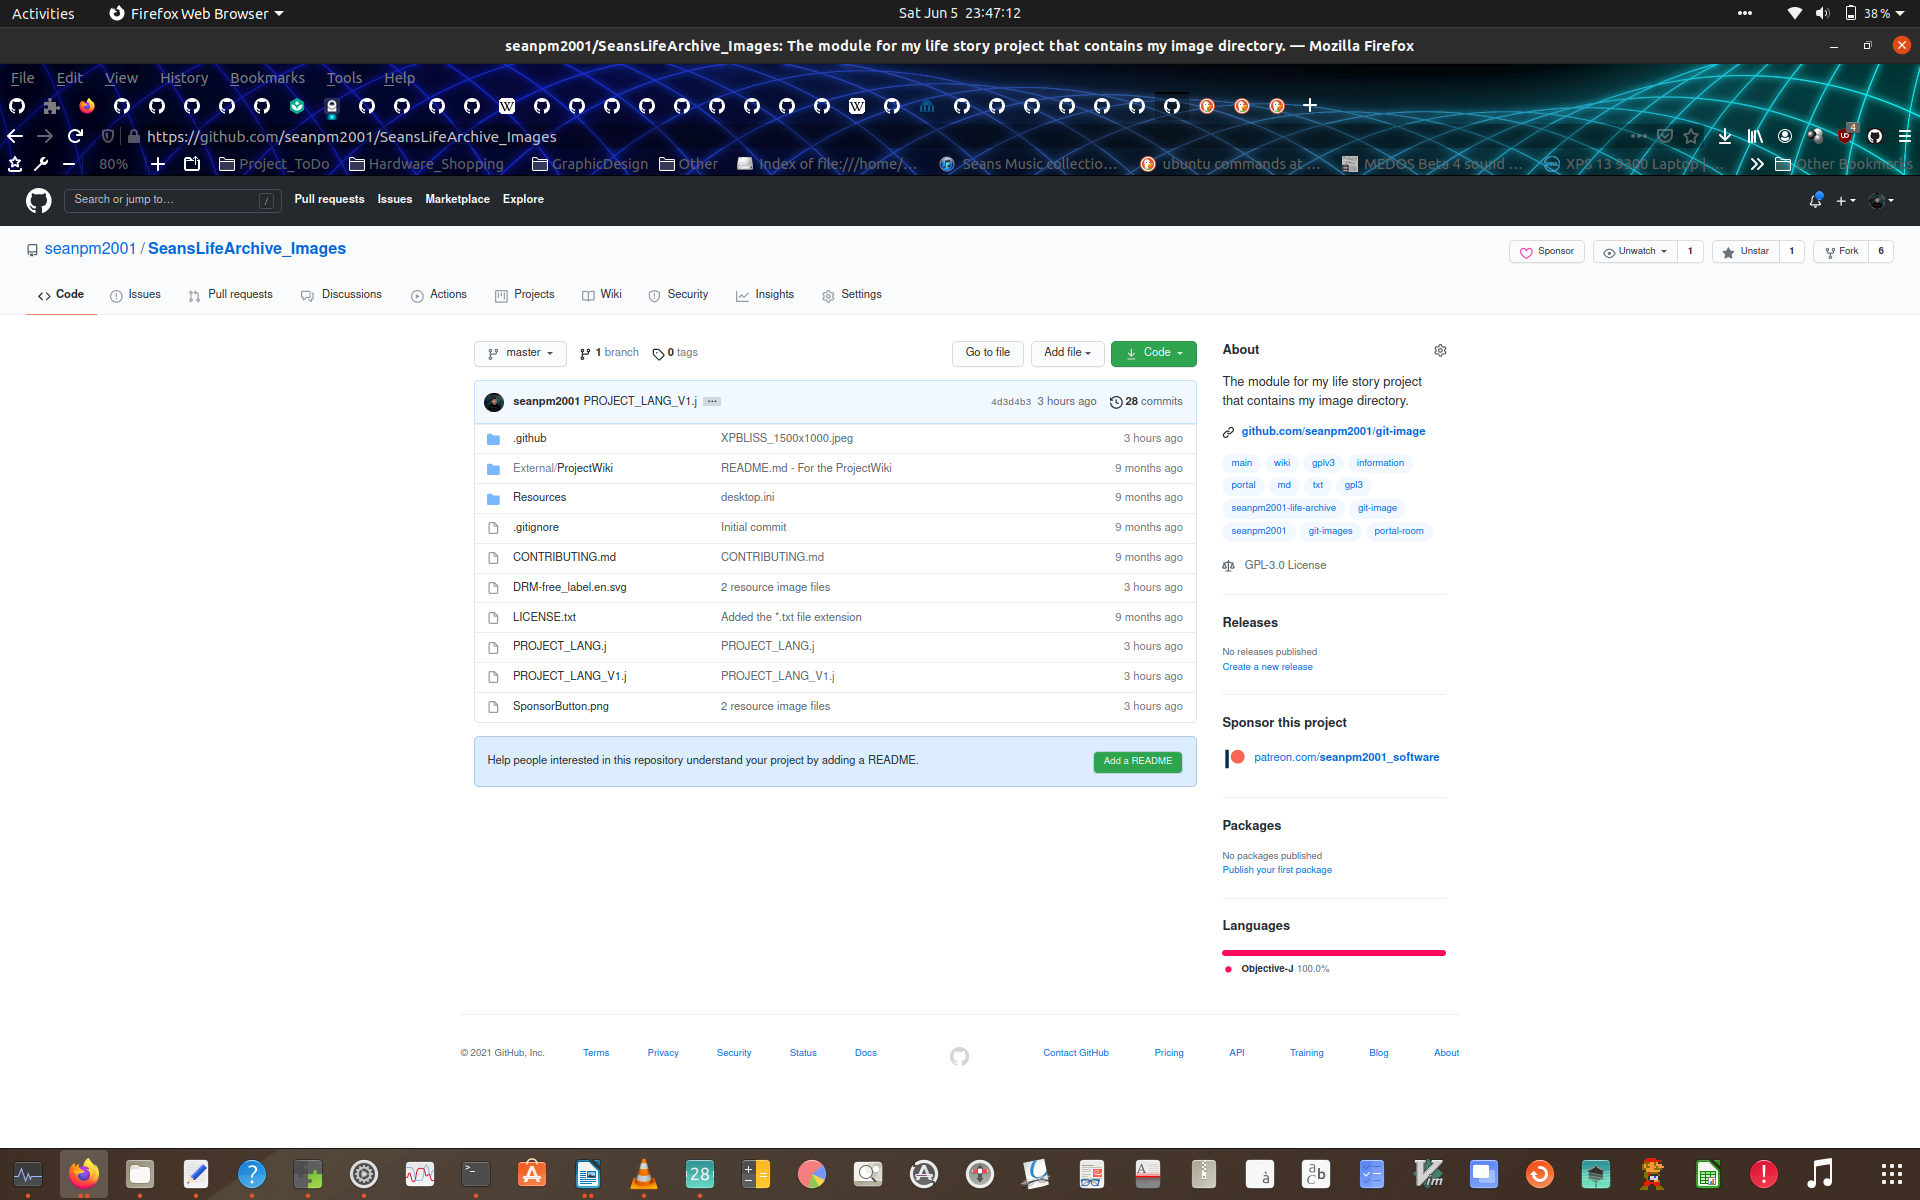 Activities Firefox Web Browser Sat Jun 5 23:47:12 38 %
seanpm2001/SeansLifeArchive_Images: The module for my life story project that contains my image directory. — Mozilla Firefox
File Edit View History Bookmarks Tools Help
https://github.com/seanpm2001/SeansLifeArchive_Images 4
80% Project_ToDo Hardware_Shopping GraphicDesign Other Index of file:///home/… Seans Music collectio… ubuntu commands at … MEDOS Beta 4 sound … XPS 13 9300 Laptop | … Other Bookmarks
Search or jump to… / Pull requests Issues Marketplace Explore
seanpm2001 / SeansLifeArchive_Images Sponsor Unwatch 1 Unstar 1 Fork 6
Code Issues Pull requests Discussions Actions Projects Wiki Security Insights Settings
master 1 branch 0 tags Go to file Add file Code
seanpm2001 PROJECT_LANG_V1.j 4d3d4b3 3 hours ago 28 commits
.github XPBLISS_1500x1000.jpeg 3 hours ago
External/ProjectWiki README.md - For the ProjectWiki 9 months ago
Resources desktop.ini 9 months ago
.gitignore Initial commit 9 months ago
CONTRIBUTING.md CONTRIBUTING.md 9 months ago
DRM-free_label.en.svg 2 resource image files 3 hours ago
LICENSE.txt Added the *.txt file extension 9 months ago
PROJECT_LANG.j PROJECT_LANG.j 3 hours ago
PROJECT_LANG_V1.j PROJECT_LANG_V1.j 3 hours ago
SponsorButton.png 2 resource image files 3 hours ago
Help people interested in this repository understand your project by adding a README. Add a README
About
The module for my life story project
that contains my image directory.
github.com/seanpm2001/git-image
main wiki gplv3 information
portal md txt gpl3
seanpm2001-life-archive git-image
seanpm2001 git-images portal-room
GPL-3.0 License
Releases
No releases published
Create a new release
Sponsor this project
patreon.com/seanpm2001_software
Packages
No packages published
Publish your first package
Languages
Objective-J 100.0%
© 2021 GitHub, Inc. Terms Privacy Security Status Docs Contact GitHub Pricing API Training Blog About
28